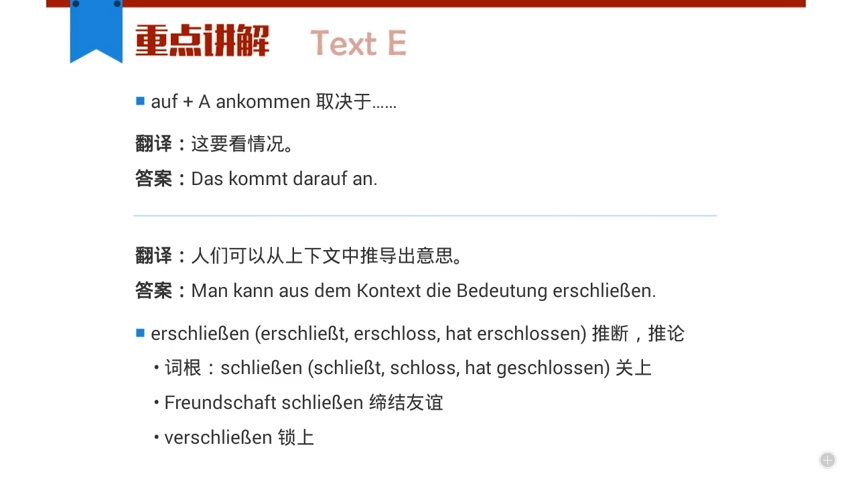 重点讲解 Text E
■ auf + A ankommen 取决于……
翻译：这要看情况。
答案：Das kommt darauf an.
翻译：人们可以从上下文中推导出意思。
答案：Man kann aus dem Kontext die Bedeutung erschließen.
■ erschließen (erschließt, erschloss, hat erschlossen) 推断，推论
• 词根：schließen (schließt, schloss, hat geschlossen) 关上
• Freundschaft schließen 缔结友谊
• verschließen 锁上